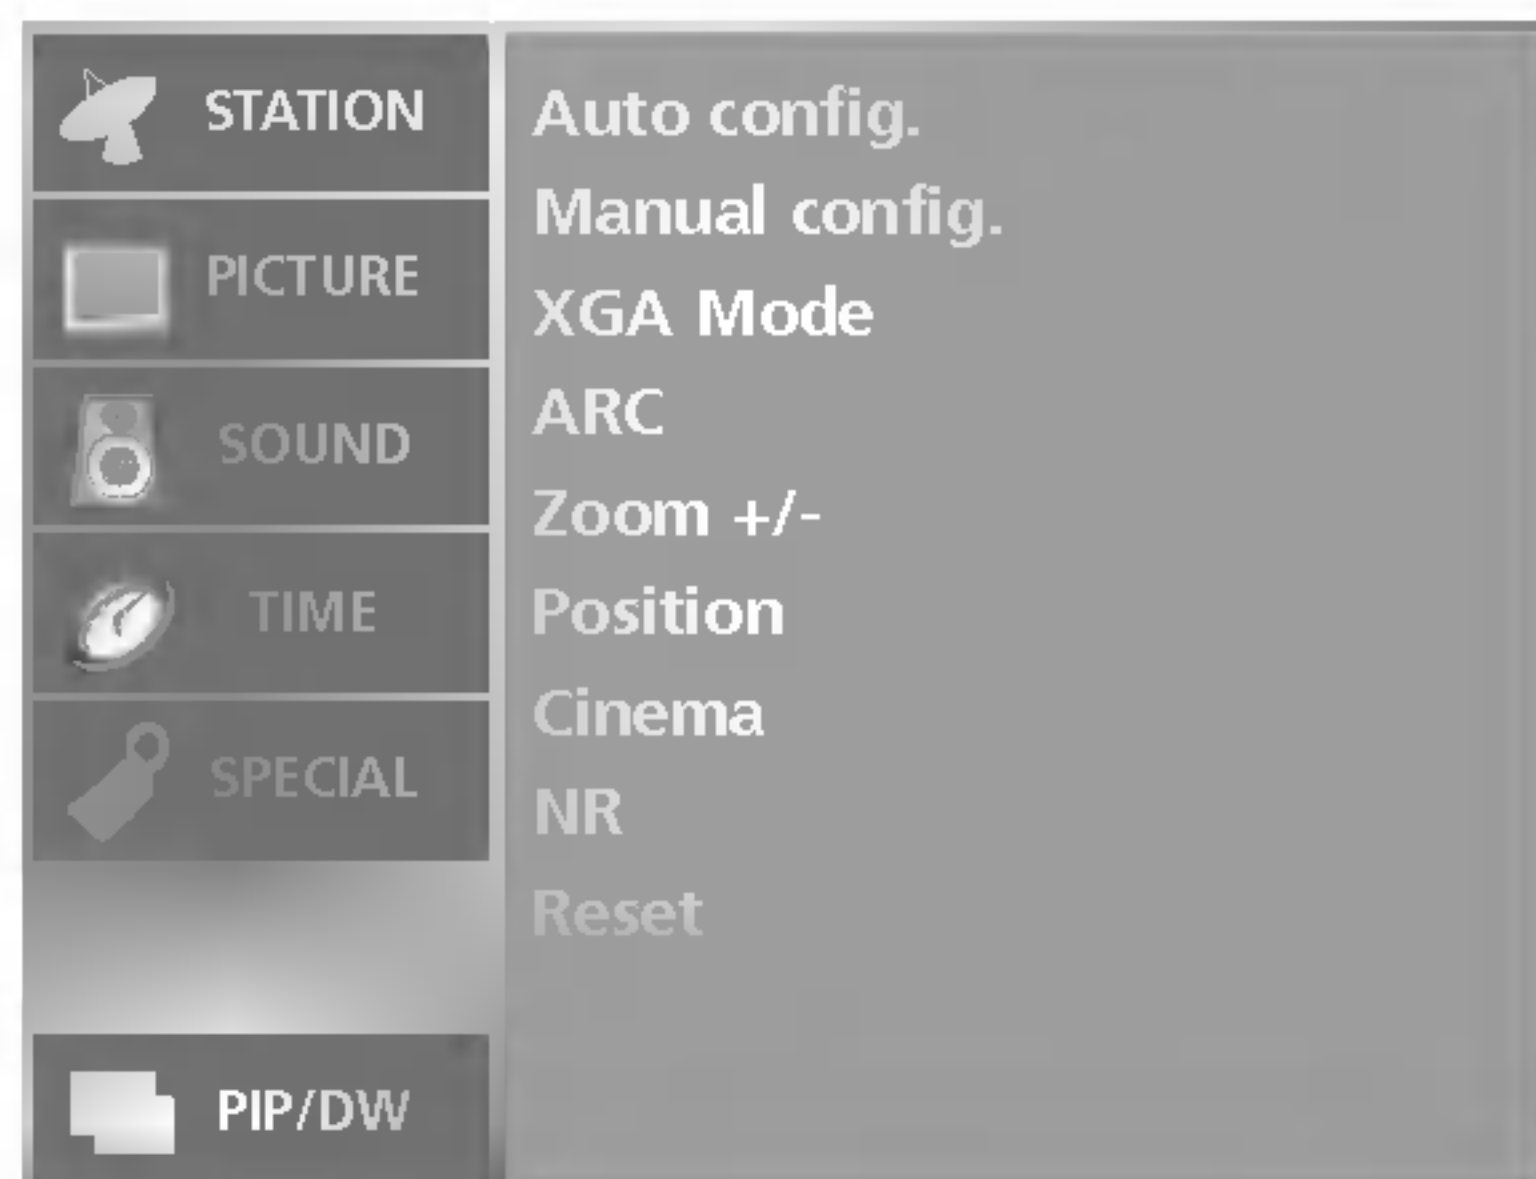 STATION
PICTURE
SOUND
TIME
SPECIAL
PIP/DW
Auto config.
Manual config.
XGA Mode
ARC
Zoom +/-
Position
Cinema
NR
Reset